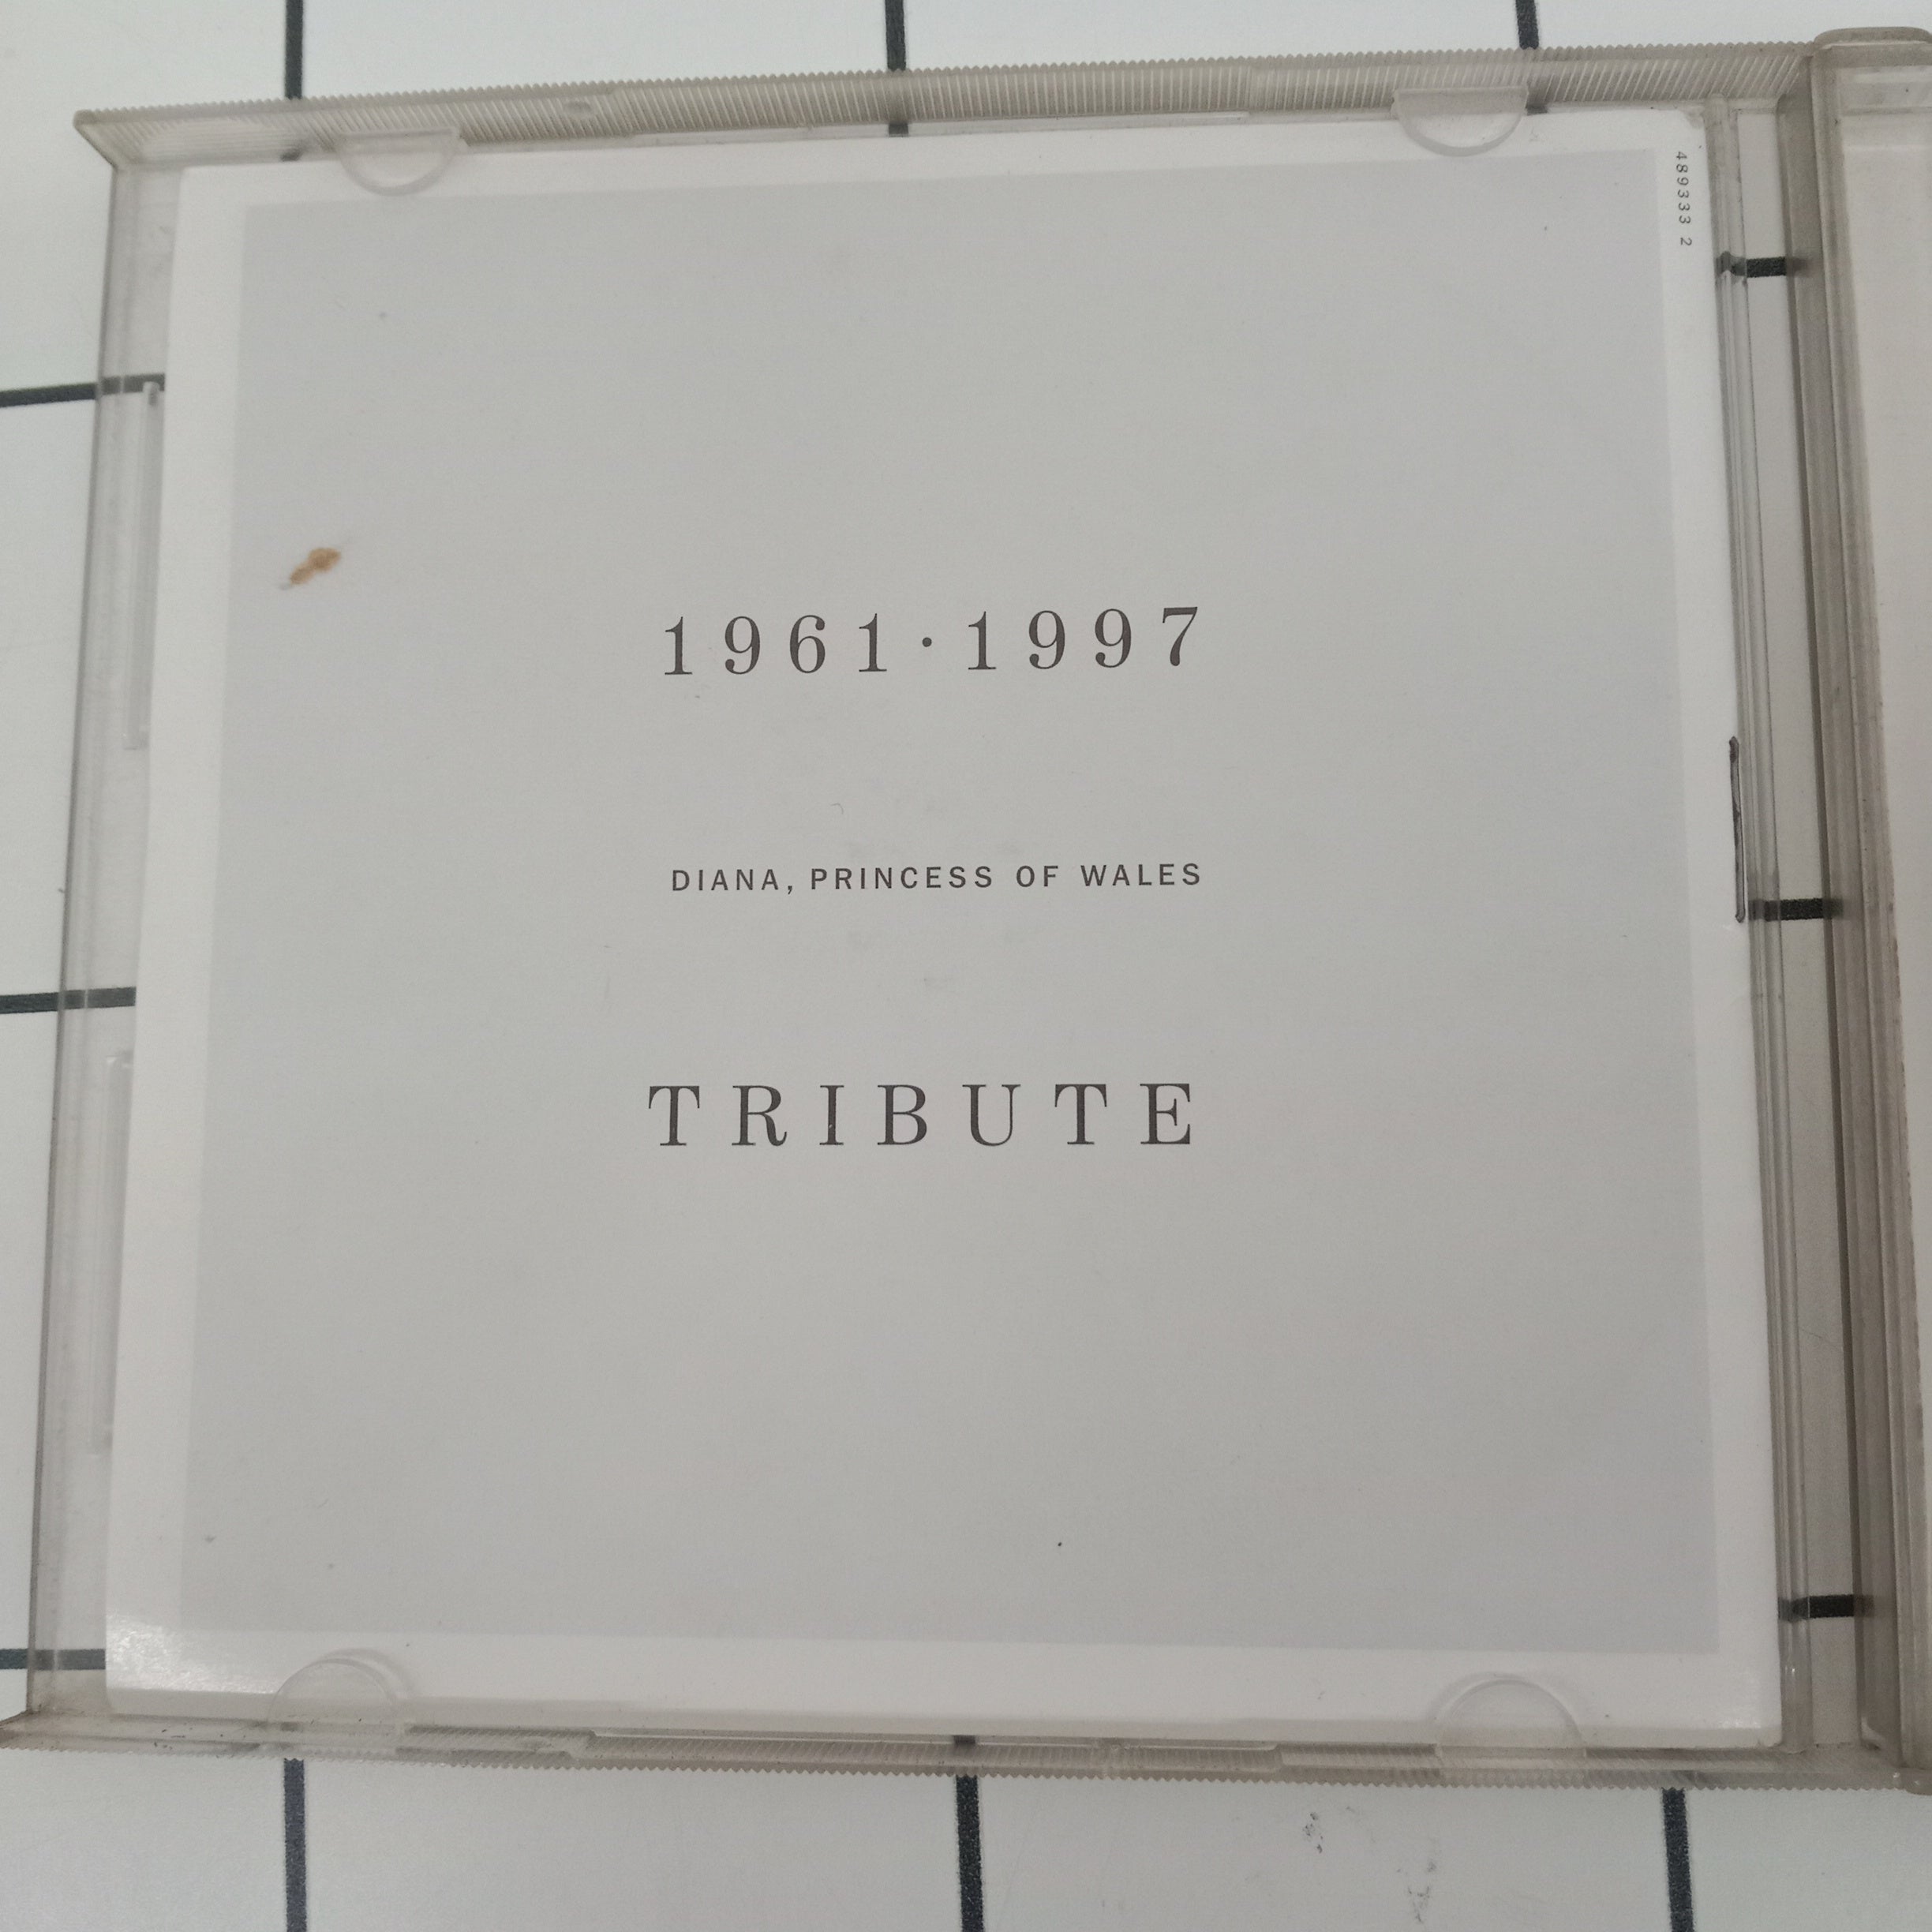 489333 2
1961·1997
DIANA, PRINCESS OF WALES
TRIBUTE